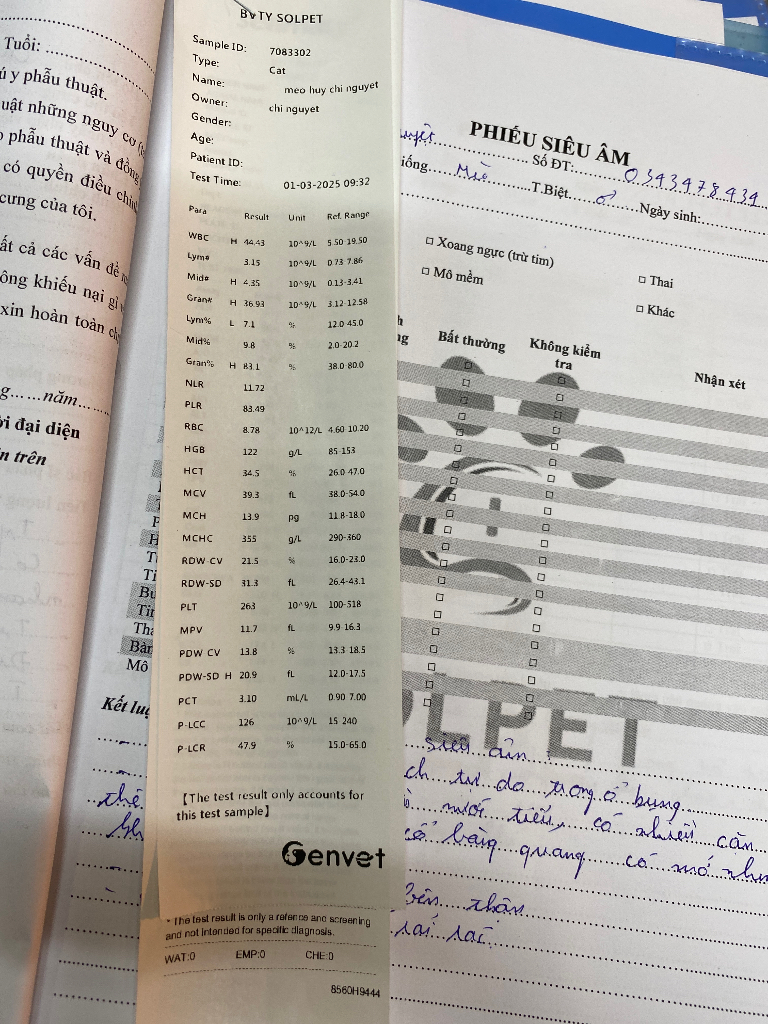 Tuổi:
ú y phẫu thuật.
uật những nguy cơ
phẫu thuật và đồng
có quyền điều chỉnh
cưng của tôi.
ất cả các vấn đề
ông khiếu nại gì
xin hoàn toàn
g......năm......
ời đại diện
n trên
BVTY SOLPET
Sample ID: 7083302
Type: Cat
Name: meo huy chi nguyet
Owner: chi nguyet
Gender:
Age:
Patient ID:
Test Time: 01-03-2025 09:32
Para Result Unit Ref. Range
WBC H 44.43 10^9/L 5.50-19.50
Lym# 3.15 10^9/L 0.73-7.86
Mid# H 4.35 10^9/L 0.13-3.41
Gran# H 36.93 10^9/L 3.12-12.58
Lym% L 7.1 % 12.0-45.0
Mid% 9.8 % 2.0-20.2
Gran% H 83.1 % 38.0-80.0
NLR 11.72
PLR 83.49
RBC 8.78 10^12/L 4.60-10.20
HGB 122 g/L 85-153
HCT 34.5 % 26.0-47.0
MCV 39.3 fL 38.0-54.0
MCH 13.9 pg 11.8-18.0
MCHC 355 g/L 290-360
RDW-CV 21.5 % 16.0-23.0
RDW-SD 31.3 fL 26.4-43.1
PLT 263 10^9/L 100-518
MPV 11.7 fL 9.9-16.3
PDW-CV 13.8 % 13.3-18.5
PDW-SD H 20.9 fL 12.0-17.5
PCT 3.10 mL/L 0.90-7.00
P-LCC 126 10^9/L 15-240
P-LCR 47.9 % 15.0-65.0
【The test result only accounts for
this test sample】
Genvet
* The test result is only a refence and screening
and not intended for specific diagnosis.
WAT:0 EMP:0 CHE:0
8560H9444
PHIẾU SIÊU ÂM
Số ĐT: 0343478434
iống Mèo T.Biệt ♂ Ngày sinh:
Xoang ngực (trừ tim) Thai
Mô mềm Khác
Bất thường Không kiểm tra Nhận xét
Mô
Kết luậ
siêu âm :
ch tự do trong ổ bụng
niệu tiểu, có nhiều cặn
cổ bàng quang có mớ như
bên thận